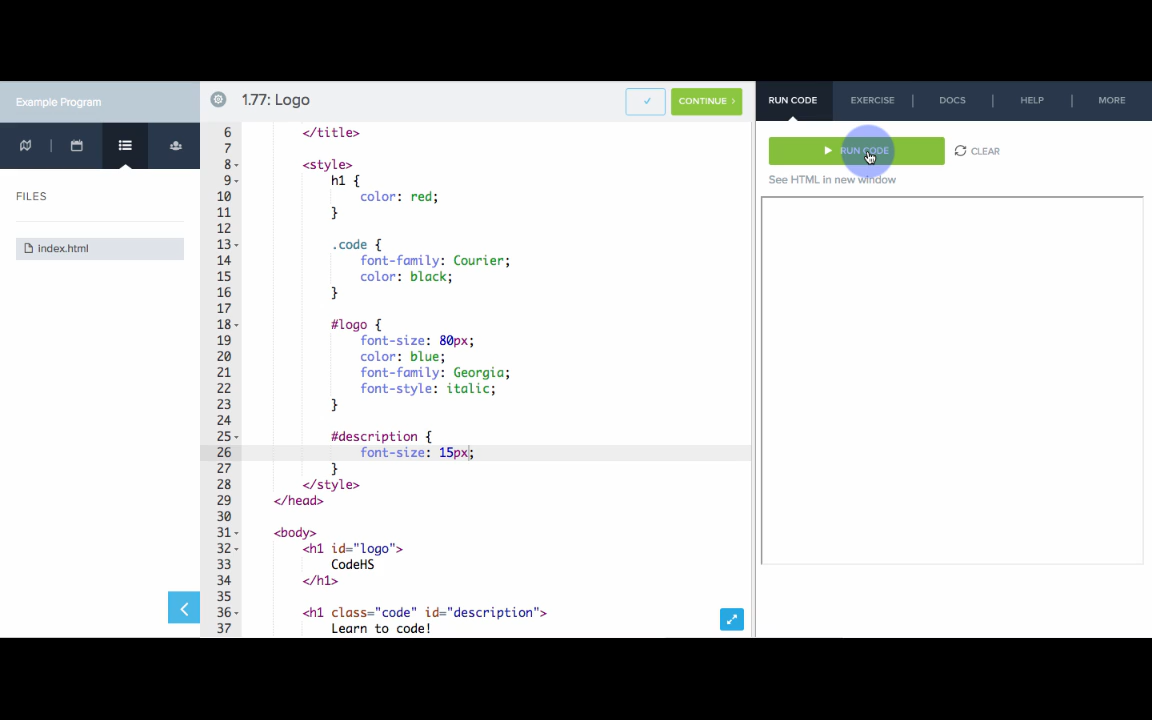 Example Program
1.77: Logo
CONTINUE >
RUN CODE
EXERCISE
DOCS
HELP
MORE
FILES
index.html
RUN CODE
CLEAR
See HTML in new window
6 </title>
7
8 <style>
9 h1 {
10 color: red;
11 }
12
13 .code {
14 font-family: Courier;
15 color: black;
16 }
17
18 #logo {
19 font-size: 80px;
20 color: blue;
21 font-family: Georgia;
22 font-style: italic;
23 }
24
25 #description {
26 font-size: 15px;
27 }
28 </style>
29 </head>
30
31 <body>
32 <h1 id="logo">
33 CodeHS
34 </h1>
35
36 <h1 class="code" id="description">
37 Learn to code!